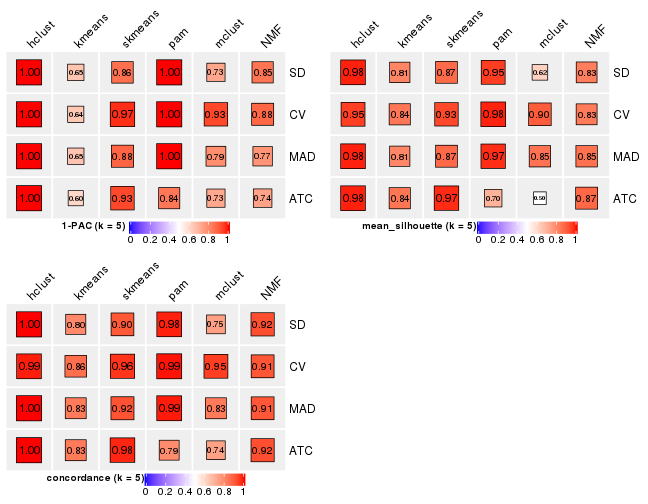 hclust kmeans skmeans pam mclust NMF
1.00 0.65 0.86 1.00 0.73 0.85 SD
1.00 0.64 0.97 1.00 0.93 0.88 CV
1.00 0.65 0.88 1.00 0.79 0.77 MAD
1.00 0.60 0.93 0.84 0.73 0.74 ATC
1-PAC (k = 5)
0 0.2 0.4 0.6 0.8 1
hclust kmeans skmeans pam mclust NMF
0.98 0.81 0.87 0.95 0.62 0.83 SD
0.95 0.84 0.93 0.98 0.90 0.83 CV
0.98 0.81 0.87 0.97 0.85 0.85 MAD
0.98 0.84 0.97 0.70 0.50 0.87 ATC
mean_silhouette (k = 5)
0 0.2 0.4 0.6 0.8 1
hclust kmeans skmeans pam mclust NMF
1.00 0.80 0.90 0.98 0.75 0.92 SD
0.99 0.86 0.96 0.99 0.95 0.91 CV
1.00 0.83 0.92 0.99 0.83 0.91 MAD
1.00 0.83 0.98 0.79 0.74 0.92 ATC
concordance (k = 5)
0 0.2 0.4 0.6 0.8 1